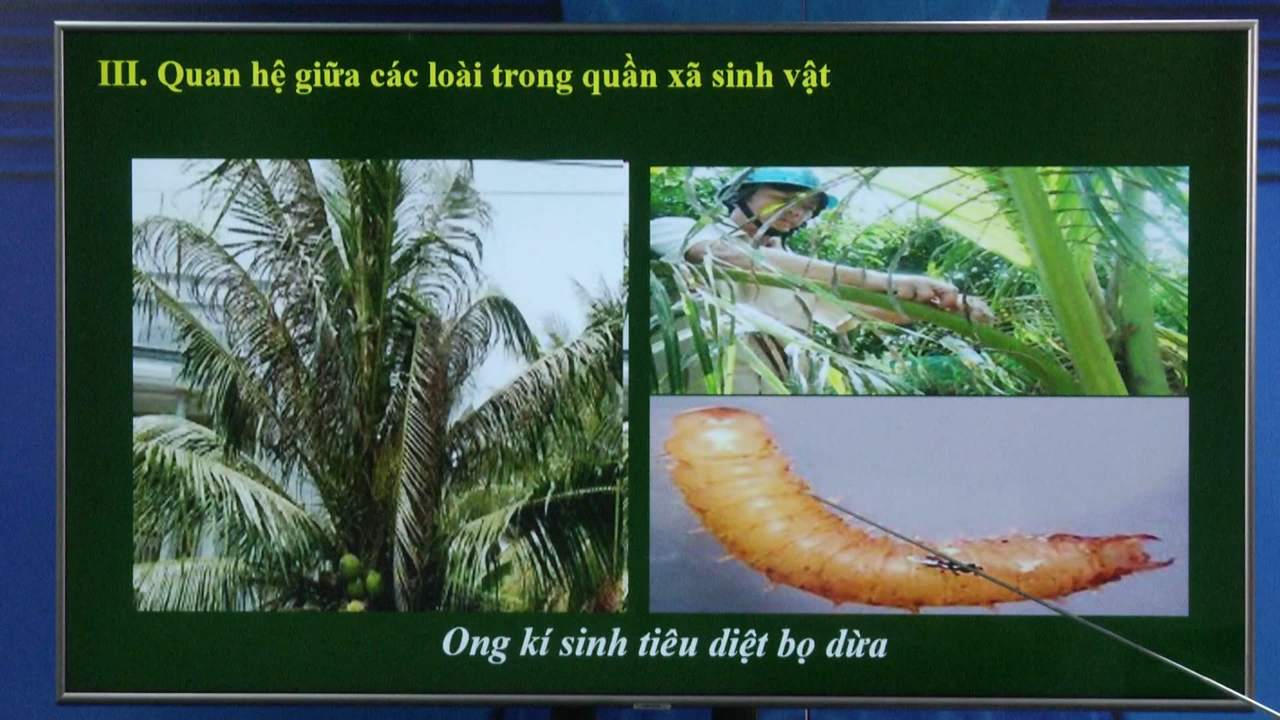 III. Quan hệ giữa các loài trong quần xã sinh vật
Ong kí sinh tiêu diệt bọ dừa